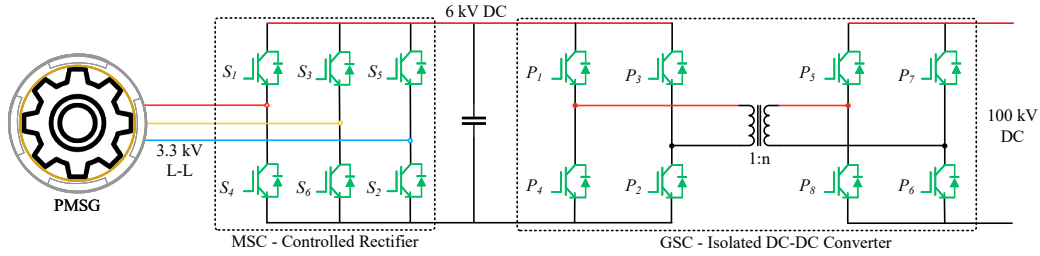 6 kV DC
S1
S3
S5
P1
P3
P5
P7
3.3 kV
L-L
100 kV
DC
1:n
S4
S6
S2
P4
P2
P8
P6
PMSG
MSC - Controlled Rectifier
GSC - Isolated DC-DC Converter